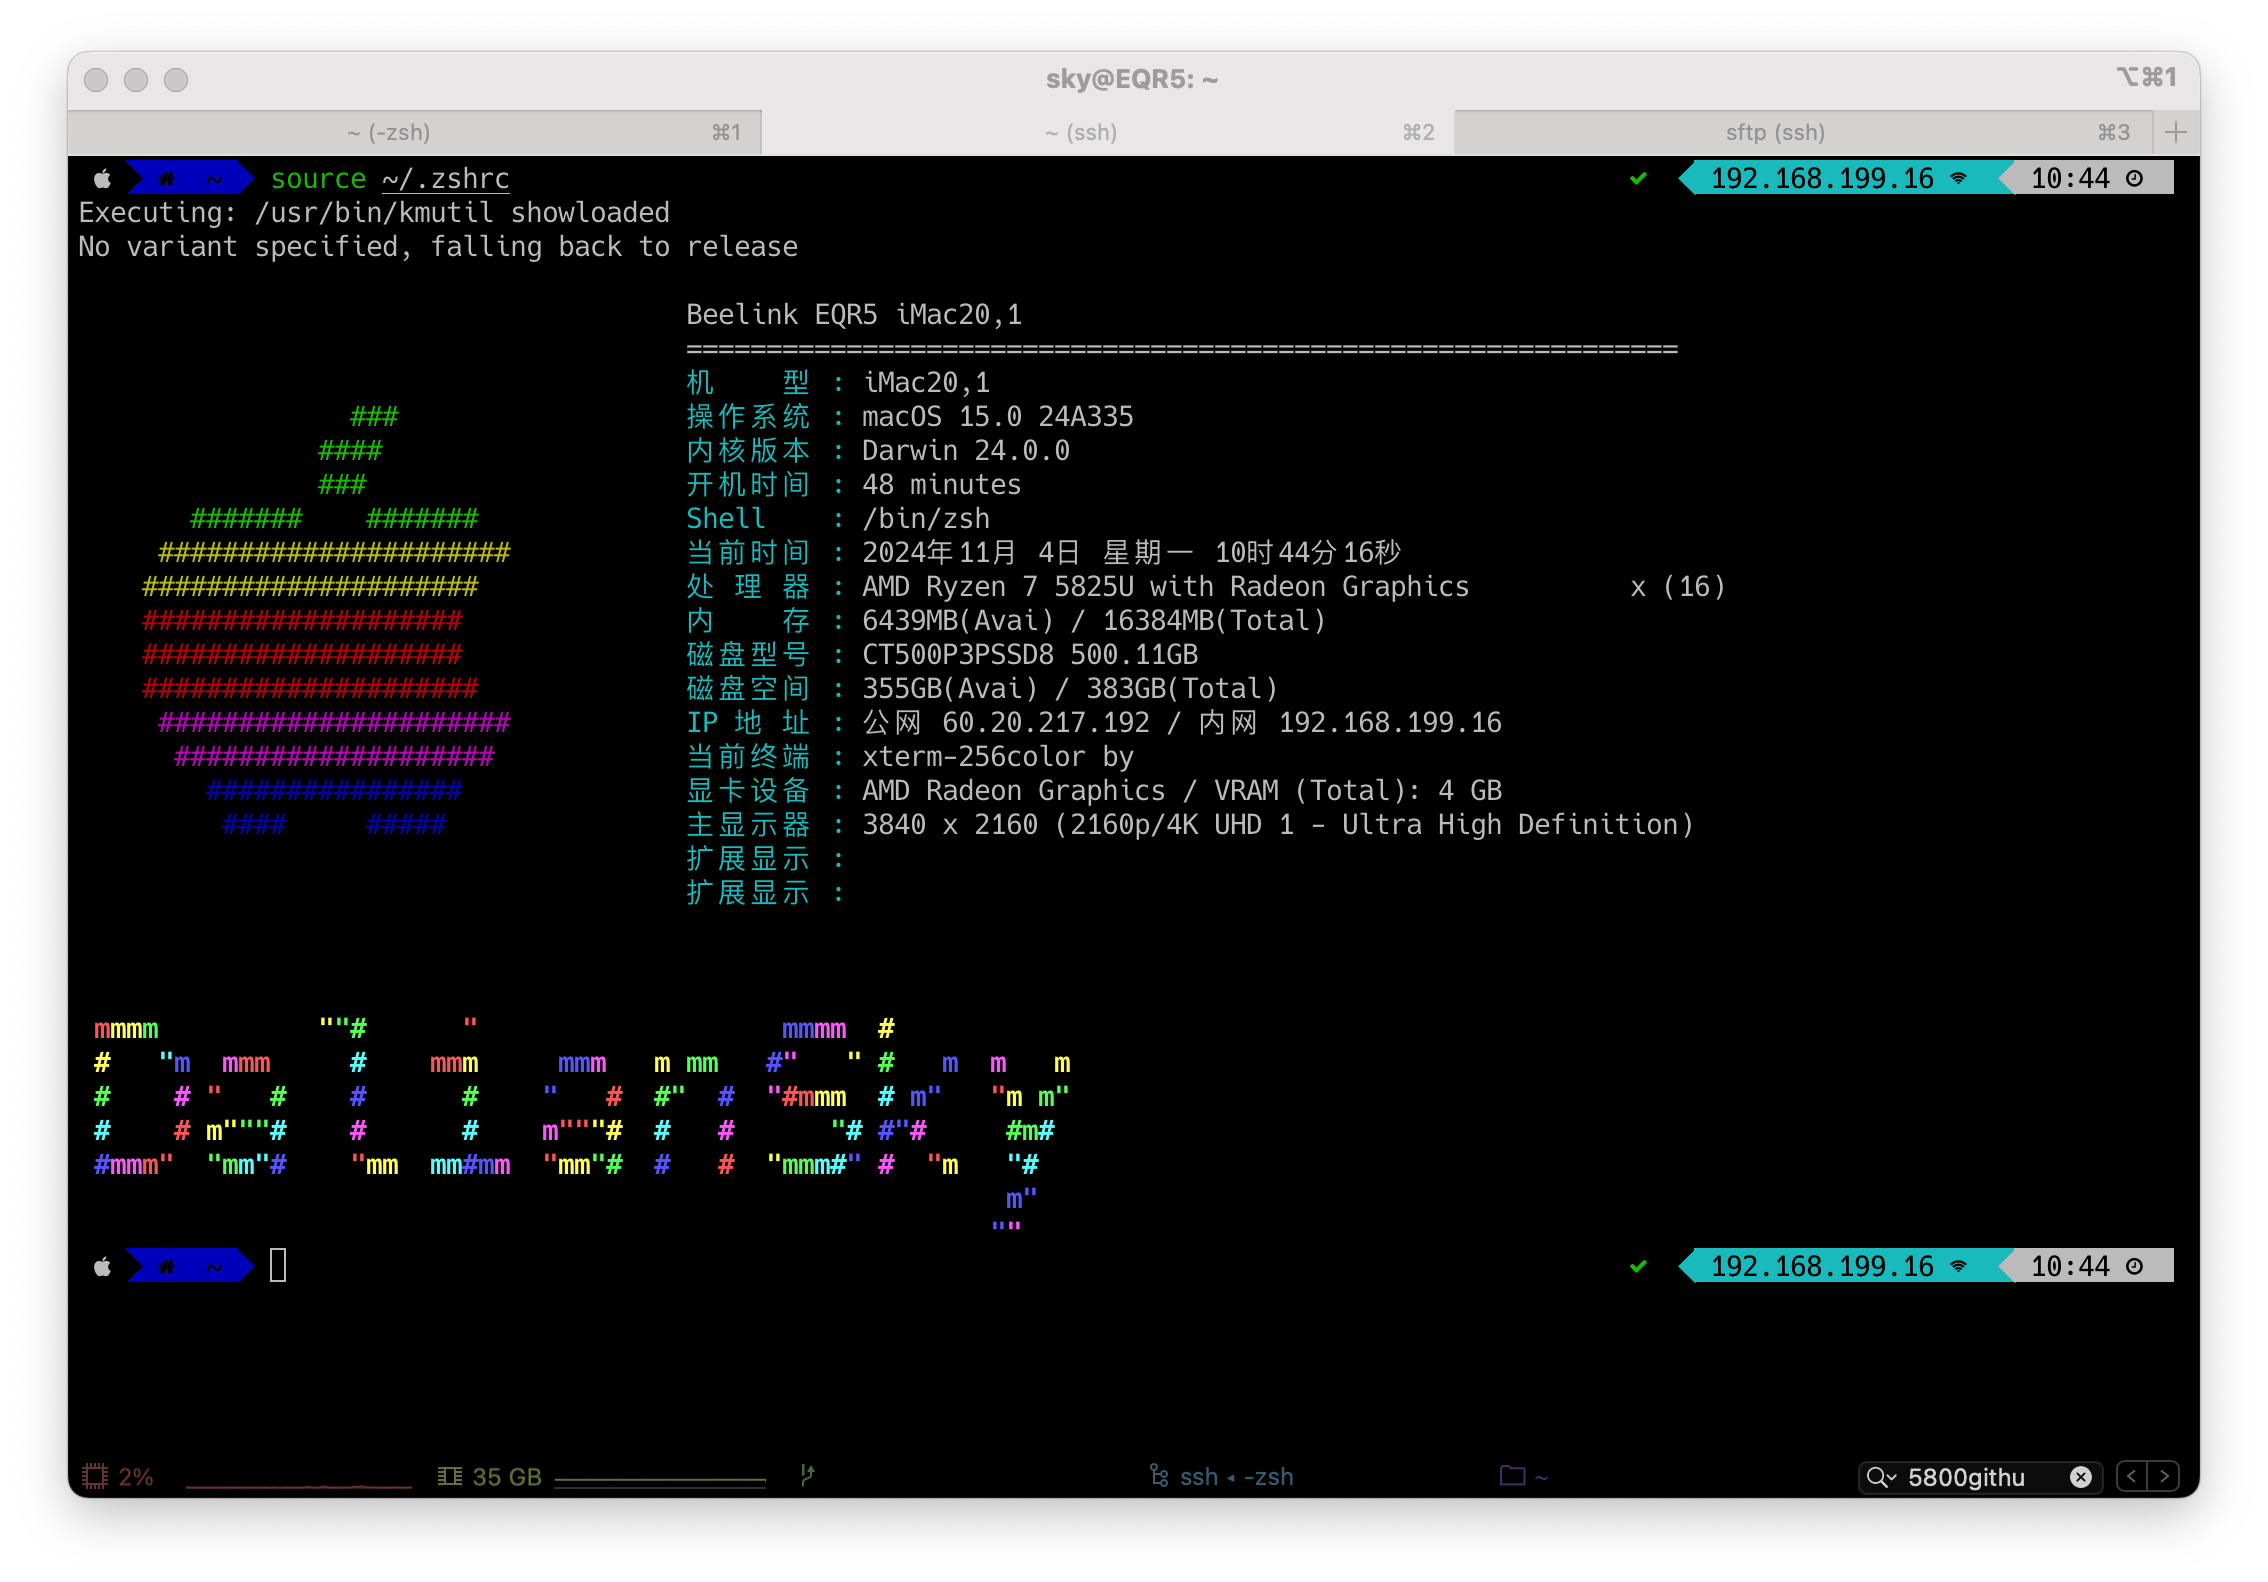 sky@EQR5: ~
⌥⌘1
~ (-zsh) ⌘1
~ (ssh) ⌘2
sftp (ssh) ⌘3
~ source ~/.zshrc 192.168.199.16 10:44
Executing: /usr/bin/kmutil showloaded
No variant specified, falling back to release
Beelink EQR5 iMac20,1
==============================================================
机 型 : iMac20,1
操作系统 : macOS 15.0 24A335
内核版本 : Darwin 24.0.0
开机时间 : 48 minutes
Shell : /bin/zsh
当前时间 : 2024年11月 4日 星期一 10时44分16秒
处 理 器 : AMD Ryzen 7 5825U with Radeon Graphics x (16)
内 存 : 6439MB(Avai) / 16384MB(Total)
磁盘型号 : CT500P3PSSD8 500.11GB
磁盘空间 : 355GB(Avai) / 383GB(Total)
IP 地 址 : 公网 60.20.217.192 / 内网 192.168.199.16
当前终端 : xterm-256color by
显卡设备 : AMD Radeon Graphics / VRAM (Total): 4 GB
主显示器 : 3840 x 2160 (2160p/4K UHD 1 - Ultra High Definition)
扩展显示 :
扩展显示 :
DalianSky
~ 192.168.199.16 10:44
2% 35 GB ssh ◂ -zsh ~ 5800githu